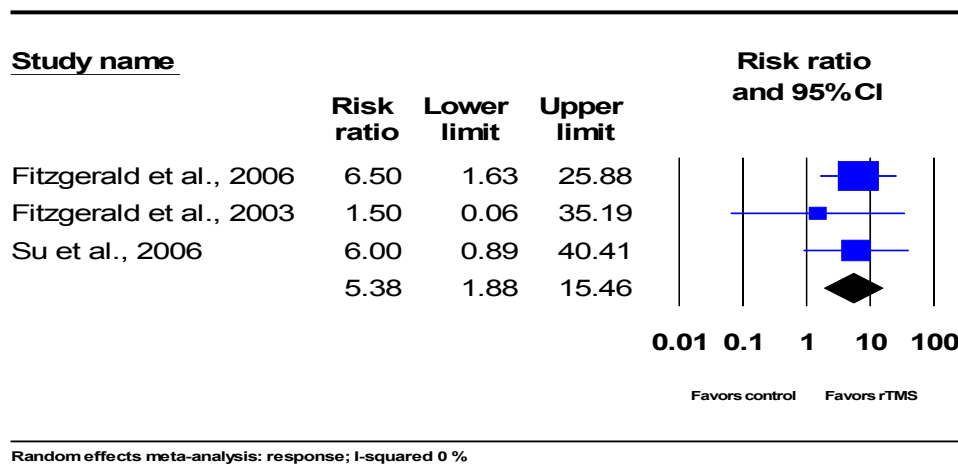 Study name
Risk ratio
and 95%CI
Risk ratio Lower limit Upper limit
Fitzgerald et al., 2006 6.50 1.63 25.88
Fitzgerald et al., 2003 1.50 0.06 35.19
Su et al., 2006 6.00 0.89 40.41
5.38 1.88 15.46
0.01 0.1 1 10 100
Favors control Favors rTMS
Random effects meta-analysis: response; I-squared 0 %